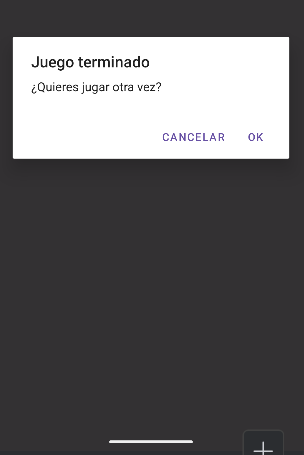 Juego terminado
¿Quieres jugar otra vez?
CANCELAR OK